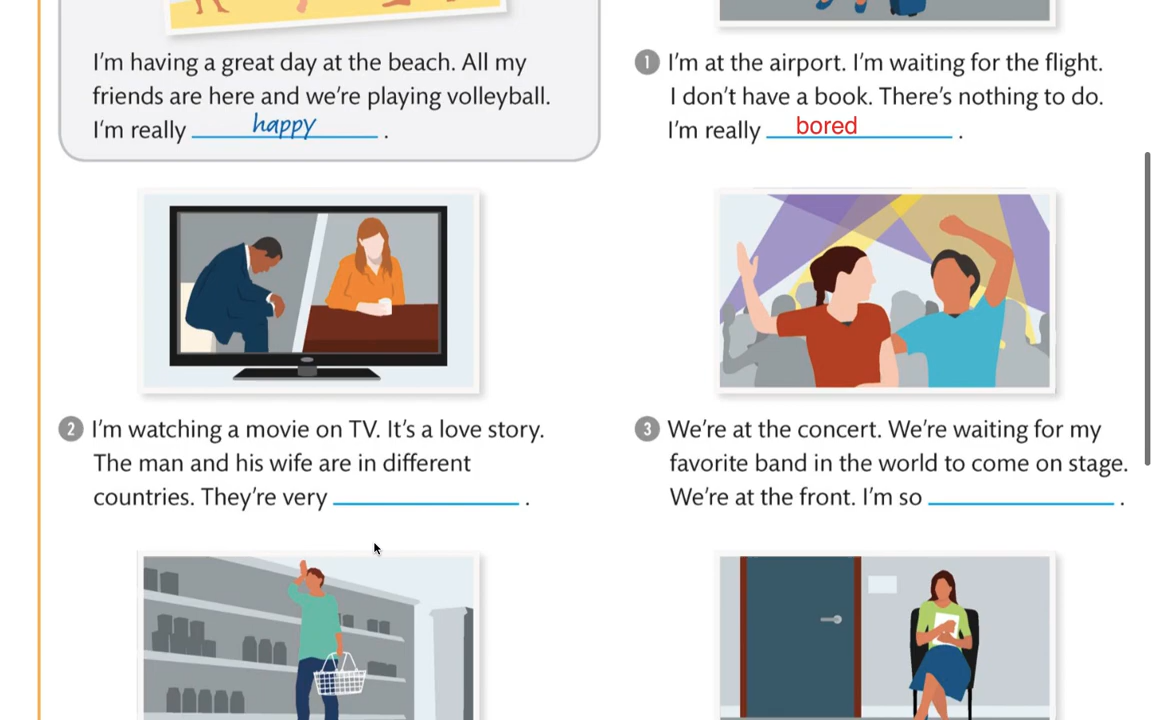 I'm having a great day at the beach. All my
friends are here and we're playing volleyball.
I'm really happy .
1 I'm at the airport. I'm waiting for the flight.
I don't have a book. There's nothing to do.
I'm really bored .
2 I'm watching a movie on TV. It's a love story.
The man and his wife are in different
countries. They're very .
3 We're at the concert. We're waiting for my
favorite band in the world to come on stage.
We're at the front. I'm so .